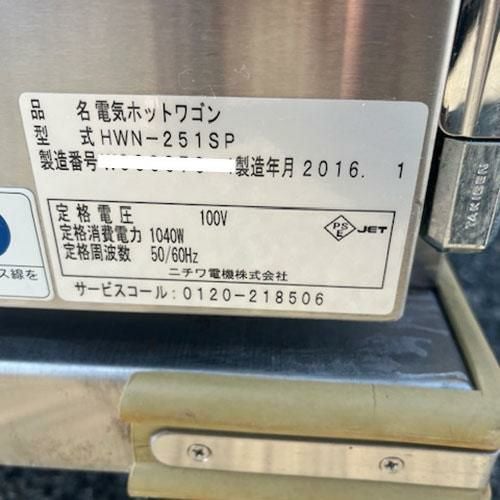 品名 電気ホットワゴン
型式 HWN-251SP
製造番号 製造年月 2016. 1
定格電圧 100V
定格消費電力 1040W
定格周波数 50/60Hz
PS
E
JET
ニチワ電機株式会社
サービスコール:0120-218506
ス線を
TAKIGEN